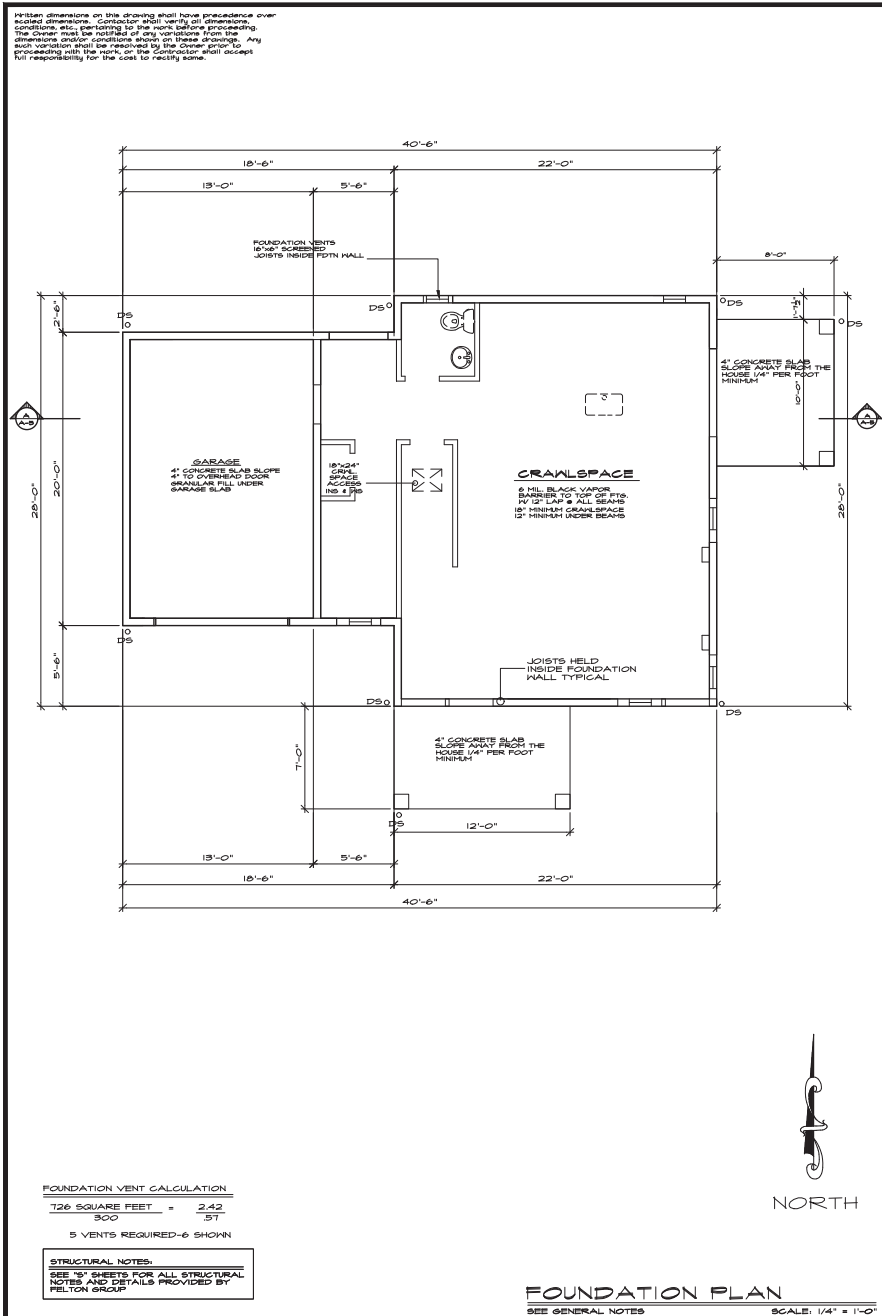 Written dimensions on this drawing shall have precedence over
scaled dimensions. Contactor shall verify all dimensions,
conditions, etc., pertaining to the work before proceeding.
The Owner must be notified of any variations from the
dimensions and/or conditions shown on these drawings. Any
such variation shall be resolved by the Owner prior to
proceeding with the work, or the Contractor shall accept
full responsibility for the cost to rectify same.
40'-6"
18'-6"
22'-0"
13'-0"
5'-6"
FOUNDATION VENTS
16"x8" SCREENED
JOISTS INSIDE FDTN WALL
8'-0"
2'-6"
DS
DS
DS
1'-7½"
DS
4" CONCRETE SLAB
SLOPE AWAY FROM THE
HOUSE 1/4" PER FOOT
MINIMUM
10'-0"
A
A-5
A
A-5
28'-0"
20'-0"
GARAGE
4" CONCRETE SLAB SLOPE
4" TO OVERHEAD DOOR
GRANULAR FILL UNDER
GARAGE SLAB
18"x24"
CRWL.
SPACE
ACCESS
INS &
CRAWLSPACE
6 MIL. BLACK VAPOR
BARRIER TO TOP OF FTG.
W/ 12" LAP @ ALL SEAMS
18" MINIMUM CRAWLSPACE
12" MINIMUM UNDER BEAMS
28'-0"
DS
5'-6"
JOISTS HELD
INSIDE FOUNDATION
WALL TYPICAL
DS
DS
7'-0"
4" CONCRETE SLAB
SLOPE AWAY FROM THE
HOUSE 1/4" PER FOOT
MINIMUM
DS
12'-0"
13'-0"
5'-6"
18'-6"
22'-0"
40'-6"
NORTH
FOUNDATION VENT CALCULATION
726 SQUARE FEET = 2.42
300 .57
5 VENTS REQUIRED-6 SHOWN
STRUCTURAL NOTES:
SEE "S" SHEETS FOR ALL STRUCTURAL
NOTES AND DETAILS PROVIDED BY
FELTON GROUP
FOUNDATION PLAN
SEE GENERAL NOTES
SCALE: 1/4" = 1'-0"